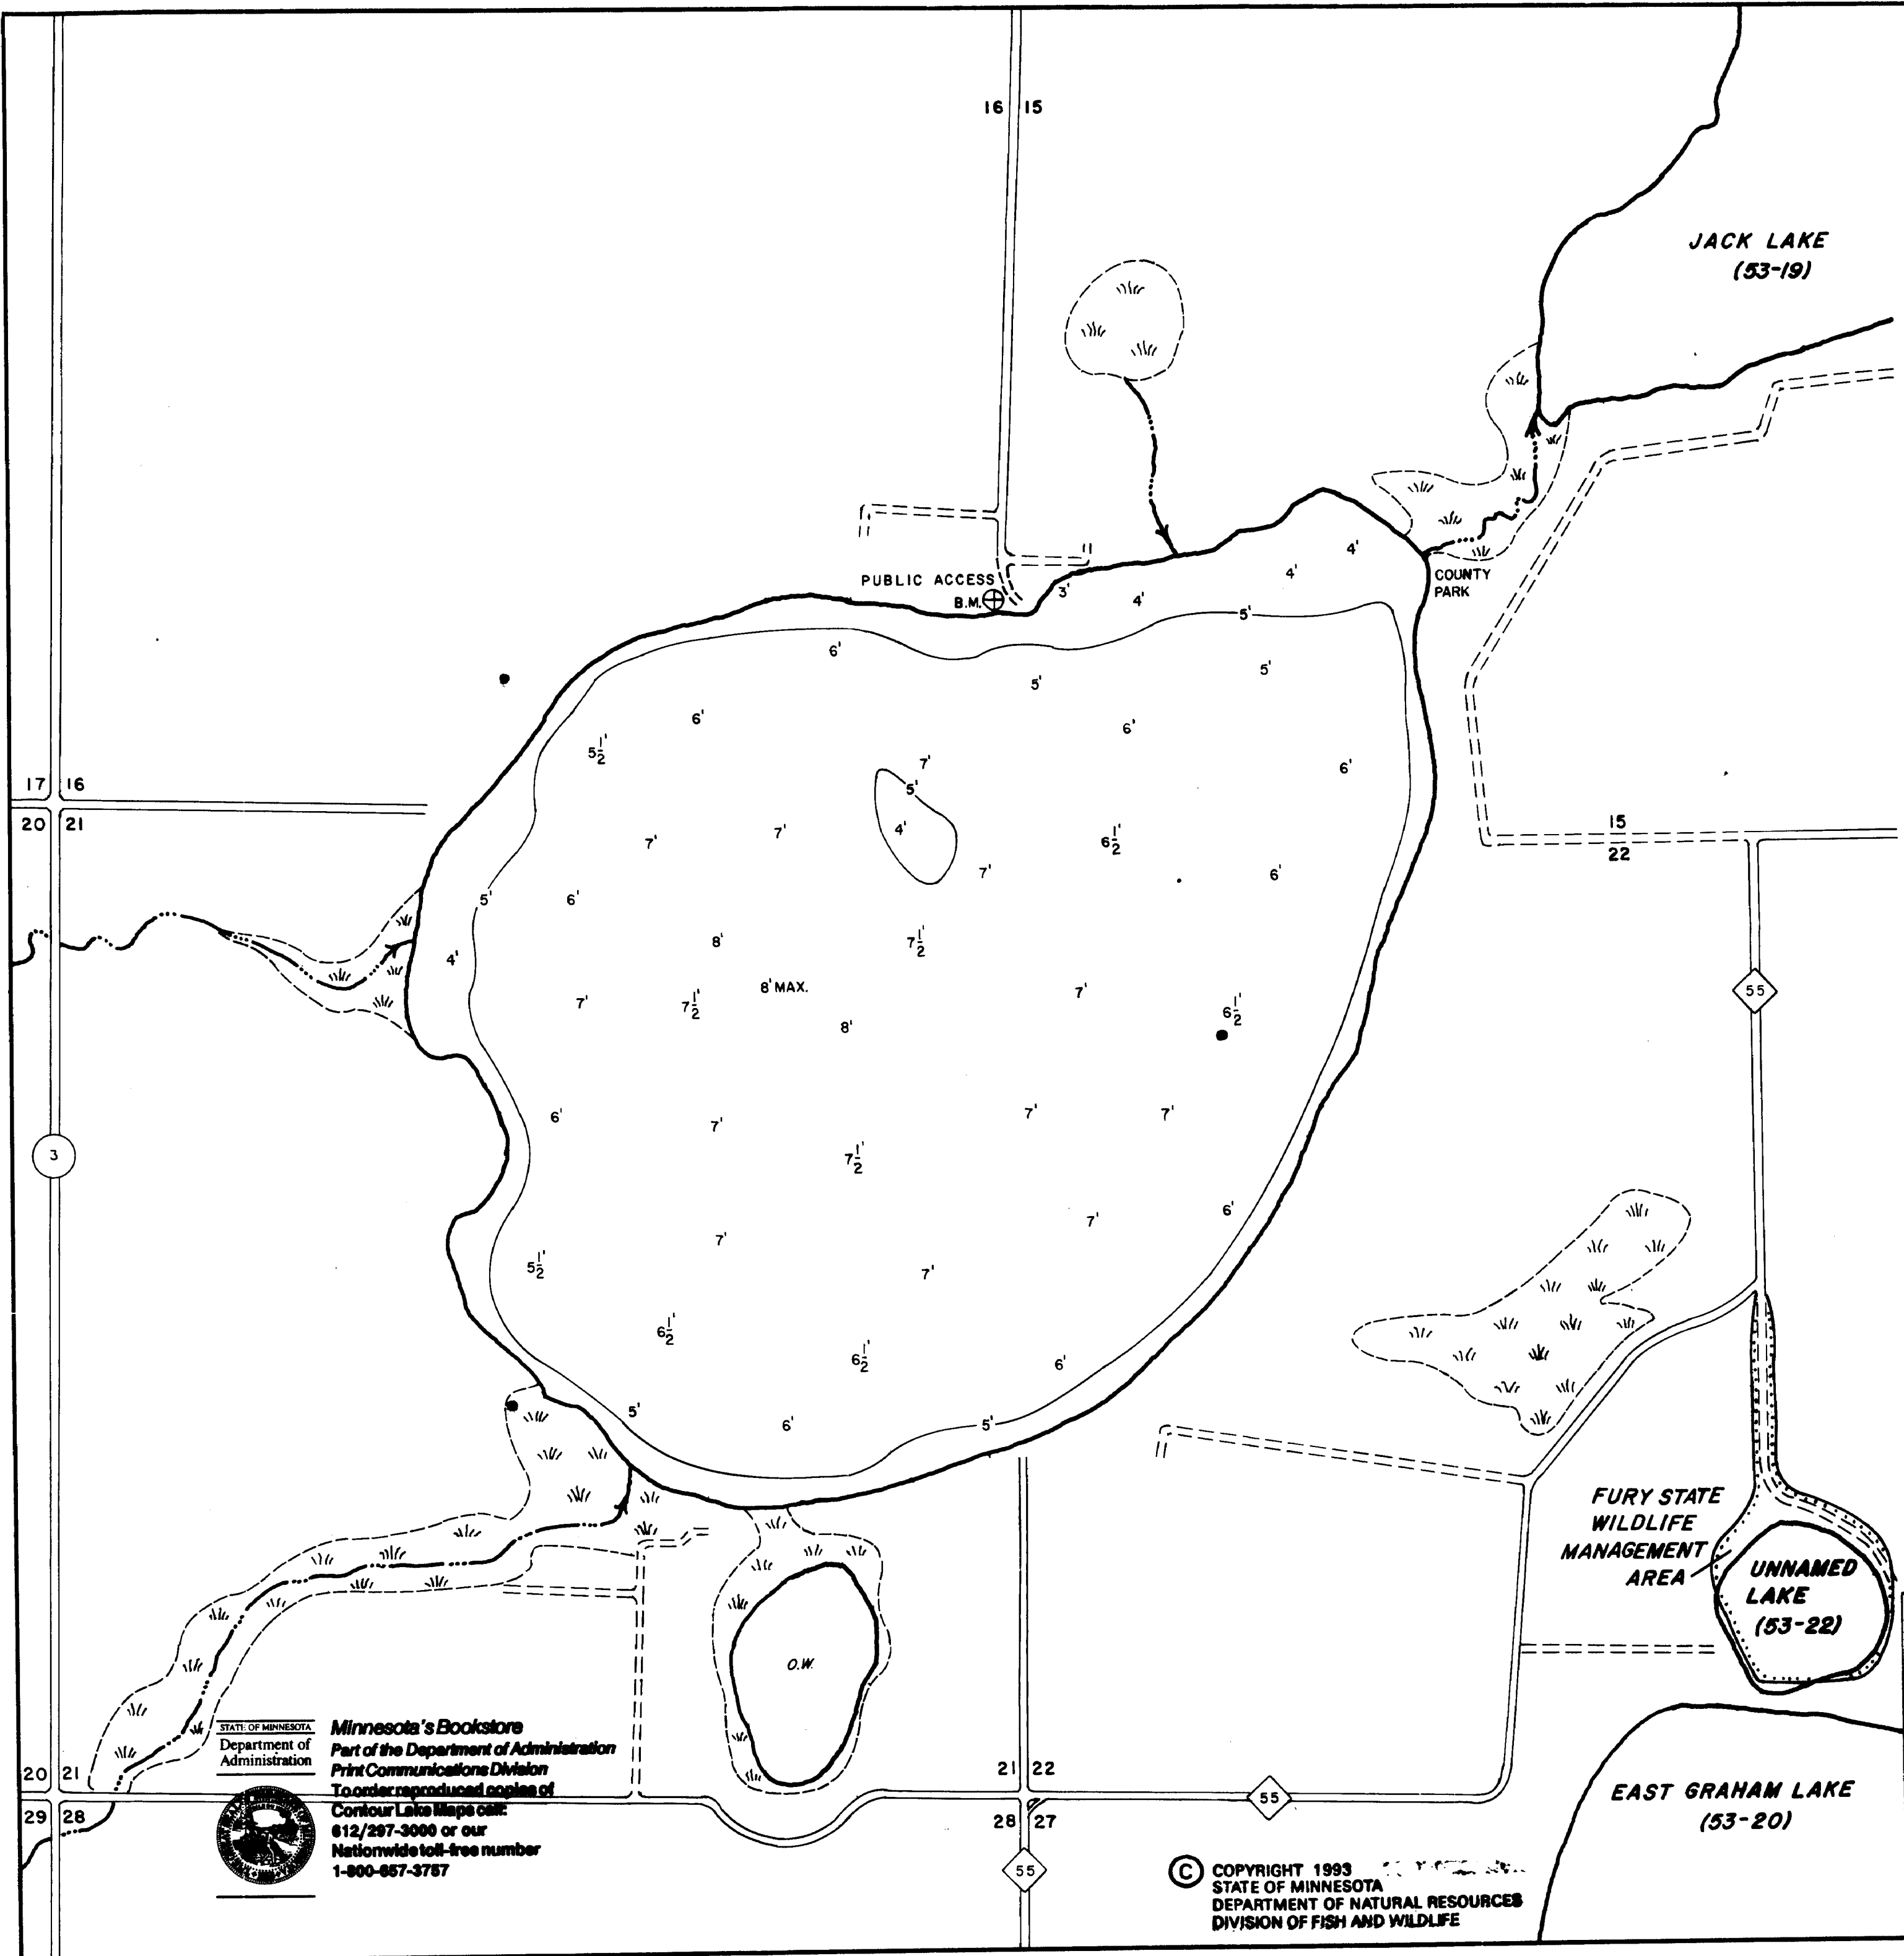 16 15
JACK LAKE
(53-19)
PUBLIC ACCESS
B.M.
3'
4'
4'
4'
COUNTY
PARK
5'
6'
5'
5'
6'
6'
5 1/2'
7'
6'
5'
17 16
20 21
7'
7'
4'
6 1/2'
15
22
7'
6'
5'
6'
8'
7 1/2'
4'
8' MAX.
7'
7'
7 1/2'
6 1/2'
55
8'
6'
7'
7'
7'
3
7 1/2'
6'
7'
7'
5 1/2'
7'
6 1/2'
6 1/2'
6'
5'
6'
5'
FURY STATE
WILDLIFE
MANAGEMENT
AREA
UNNAMED
LAKE
(53-22)
O.W.
STATE OF MINNESOTA
Department of
Administration
Minnesota's Bookstore
Part of the Department of Administration
Print Communications Division
To order reproduced copies of
Contour Lake Maps call:
612/297-3000 or our
Nationwide toll-free number
1-800-657-3757
20 21
29 28
21 22
28 27
55
55
EAST GRAHAM LAKE
(53-20)
C COPYRIGHT 1993
STATE OF MINNESOTA
DEPARTMENT OF NATURAL RESOURCES
DIVISION OF FISH AND WILDLIFE